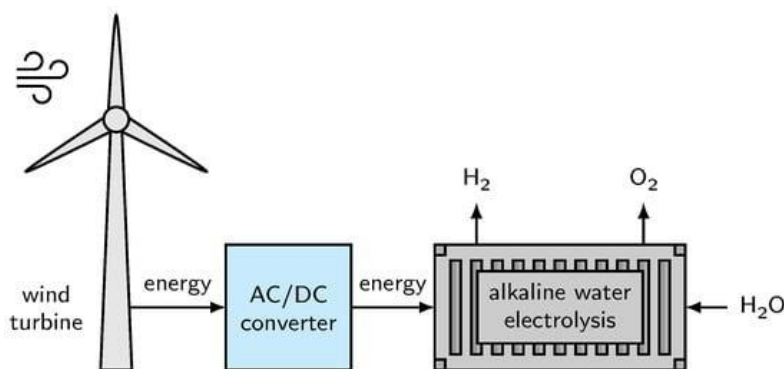 H₂
O₂
wind
turbine
energy
AC/DC
converter
energy
alkaline water
electrolysis
H₂O